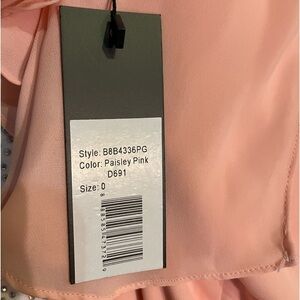 Style: B8B4336PG
Color: Paisley Pink
D691
Size: 0